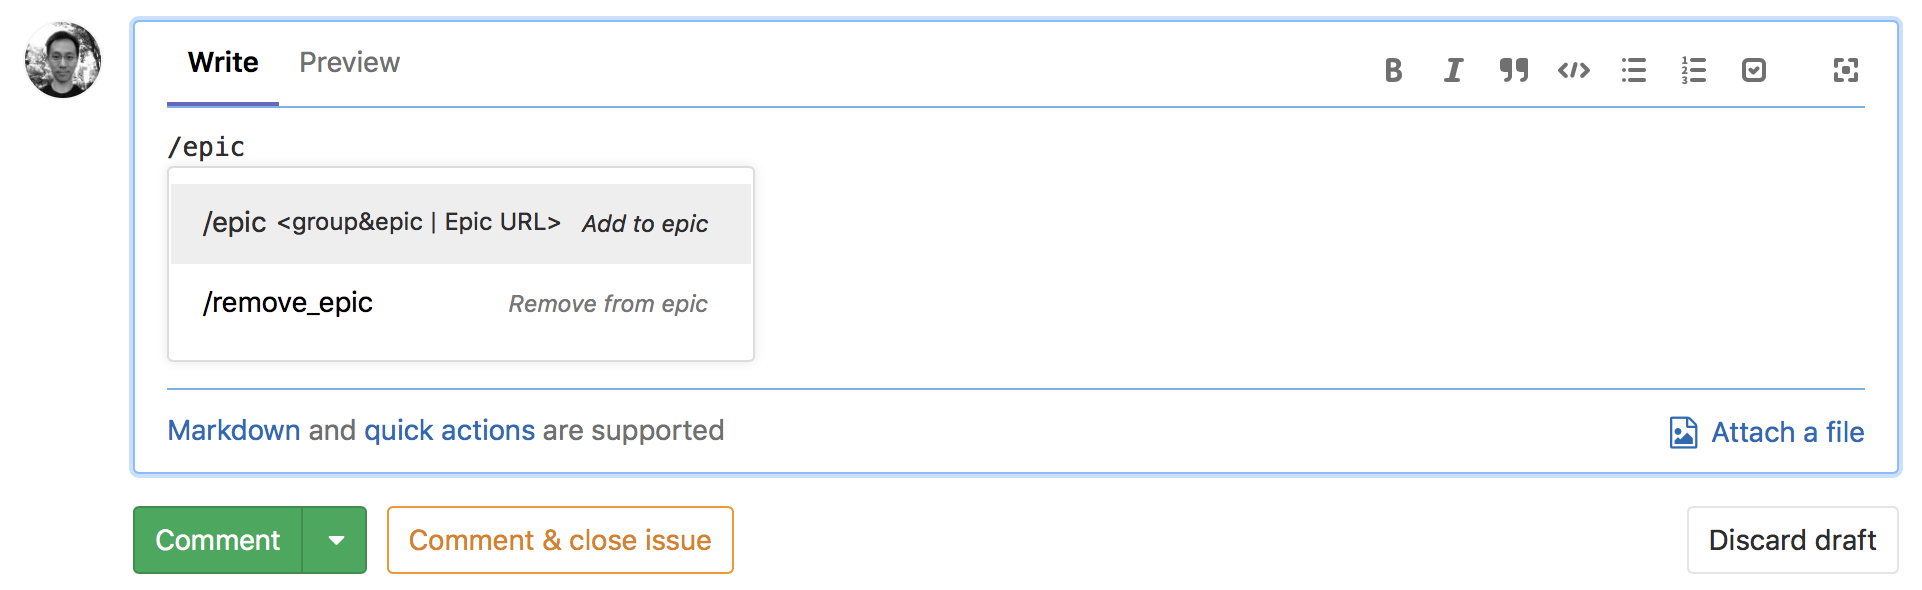 Write Preview
/epic
/epic <group&epic | Epic URL> Add to epic
/remove_epic Remove from epic
Markdown and quick actions are supported Attach a file
Comment Comment & close issue Discard draft